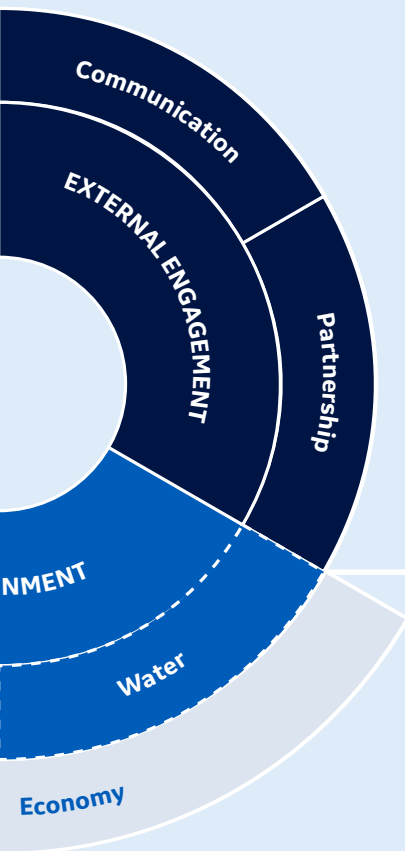 Communication
EXTERNAL ENGAGEMENT
Partnership
NMENT
Water
Economy